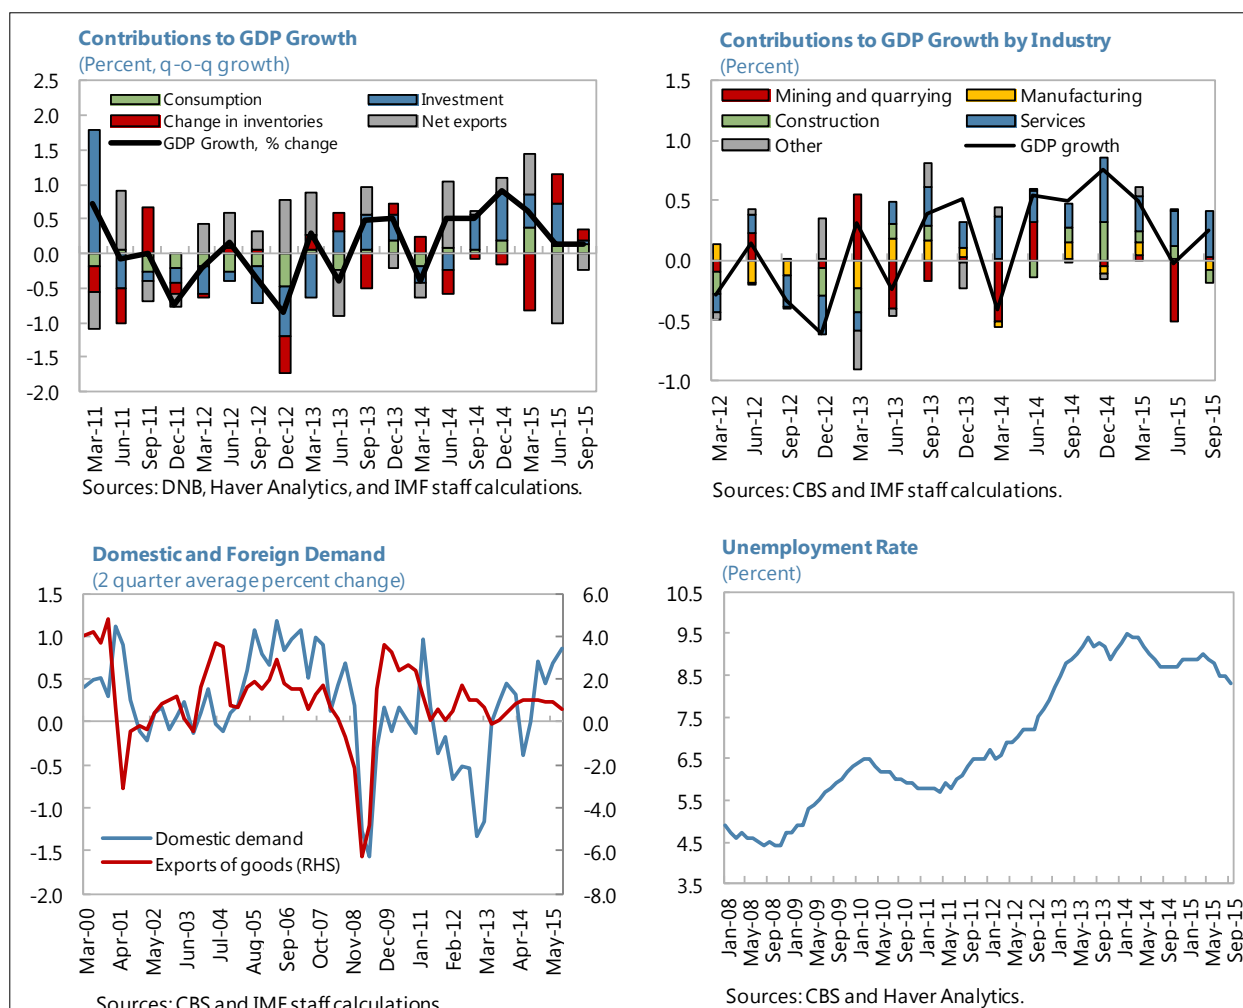 Contributions to GDP Growth
(Percent, q-o-q growth)
2.5
2.0
1.5
1.0
0.5
0.0
-0.5
-1.0
-1.5
-2.0
Consumption
Investment
Change in inventories
Net exports
GDP Growth, % change
Mar-11
Jun-11
Sep-11
Dec-11
Mar-12
Jun-12
Sep-12
Dec-12
Mar-13
Jun-13
Sep-13
Dec-13
Mar-14
Jun-14
Sep-14
Dec-14
Mar-15
Jun-15
Sep-15
Sources: DNB, Haver Analytics, and IMF staff calculations.
Contributions to GDP Growth by Industry
(Percent)
1.5
1.0
0.5
0.0
-0.5
-1.0
Mining and quarrying
Manufacturing
Construction
Services
Other
GDP growth
Mar-12
Jun-12
Sep-12
Dec-12
Mar-13
Jun-13
Sep-13
Dec-13
Mar-14
Jun-14
Sep-14
Dec-14
Mar-15
Jun-15
Sep-15
Sources: CBS and IMF staff calculations.
Domestic and Foreign Demand
(2 quarter average percent change)
1.5
1.0
0.5
0.0
-0.5
-1.0
-1.5
-2.0
6.0
4.0
2.0
0.0
-2.0
-4.0
-6.0
-8.0
Domestic demand
Exports of goods (RHS)
Mar-00
Apr-01
May-02
Jun-03
Jul-04
Aug-05
Sep-06
Oct-07
Nov-08
Dec-09
Jan-11
Feb-12
Mar-13
Apr-14
May-15
Sources: CBS and IMF staff calculations
Unemployment Rate
(Percent)
10.5
9.5
8.5
7.5
6.5
5.5
4.5
3.5
Jan-08
May-08
Sep-08
Jan-09
May-09
Sep-09
Jan-10
May-10
Sep-10
Jan-11
May-11
Sep-11
Jan-12
May-12
Sep-12
Jan-13
May-13
Sep-13
Jan-14
May-14
Sep-14
Jan-15
May-15
Sep-15
Sources: CBS and Haver Analytics.